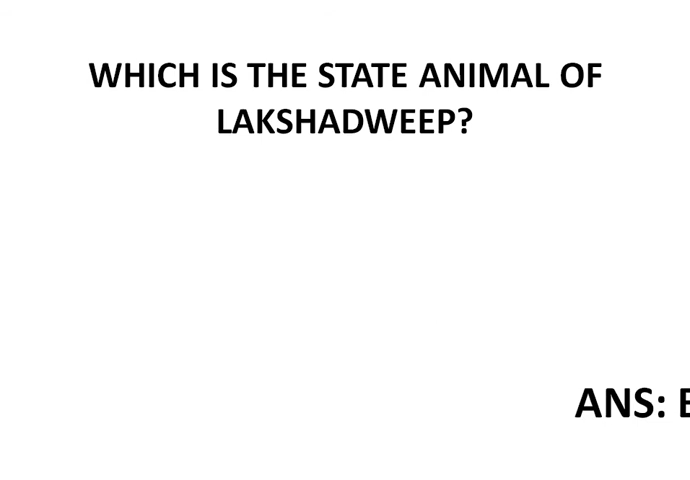 WHICH IS THE STATE ANIMAL OF
LAKSHADWEEP?
ANS: